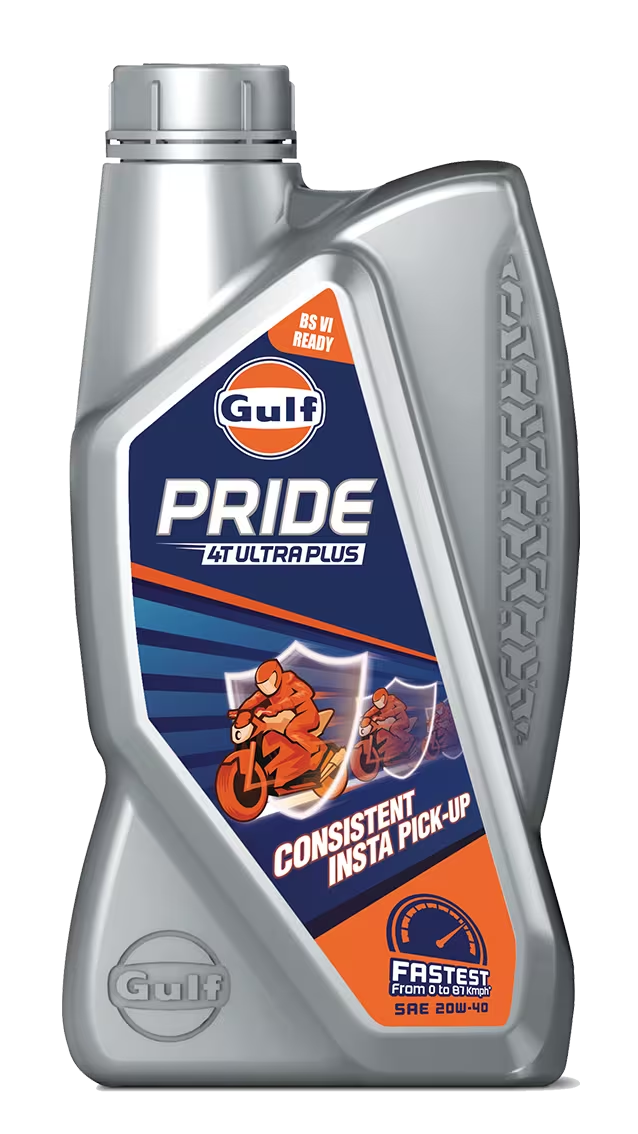 BS VI
READY
Gulf
PRIDE
4T ULTRA PLUS
CONSISTENT
INSTA PICK-UP
FASTEST
From 0 to 87 Kmph*
SAE 20W-40
Gulf